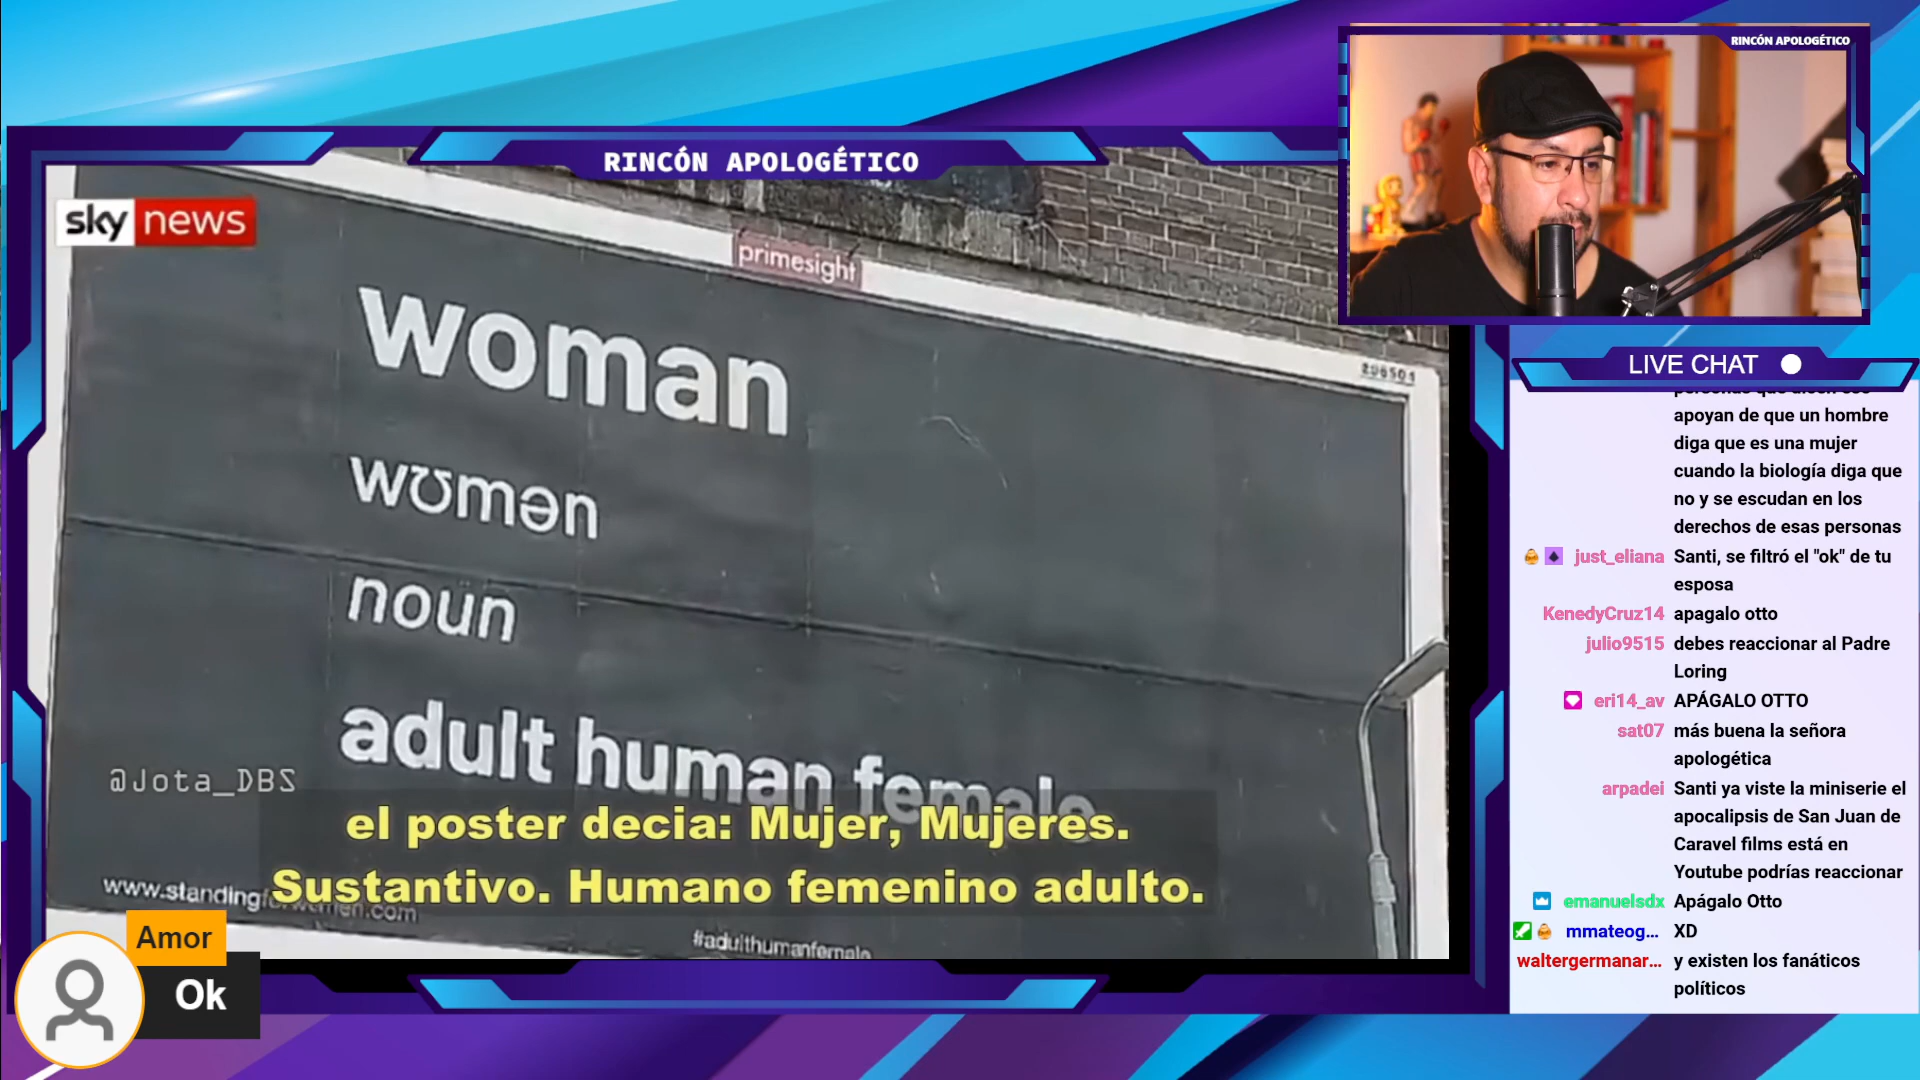 RINCÓN APOLOGÉTICO
RINCÓN APOLOGÉTICO
sky news
primesight
woman
wʊmən
noun
adult human female
@Jota_DBS
el poster decia: Mujer, Mujeres.
Sustantivo. Humano femenino adulto.
www.standingforwomen.com
#adulthumanfemale
Amor
Ok
LIVE CHAT
apoyan de que un hombre
diga que es una mujer
cuando la biología diga que
no y se escudan en los
derechos de esas personas
just_eliana Santi, se filtró el "ok" de tu
esposa
KenedyCruz14 apagalo otto
julio9515 debes reaccionar al Padre
Loring
eri14_av APÁGALO OTTO
sat07 más buena la señora
apologética
arpadei Santi ya viste la miniserie el
apocalipsis de San Juan de
Caravel films está en
Youtube podrías reaccionar
emanuelsdx Apágalo Otto
mmateog... XD
waltergermanar... y existen los fanáticos
políticos